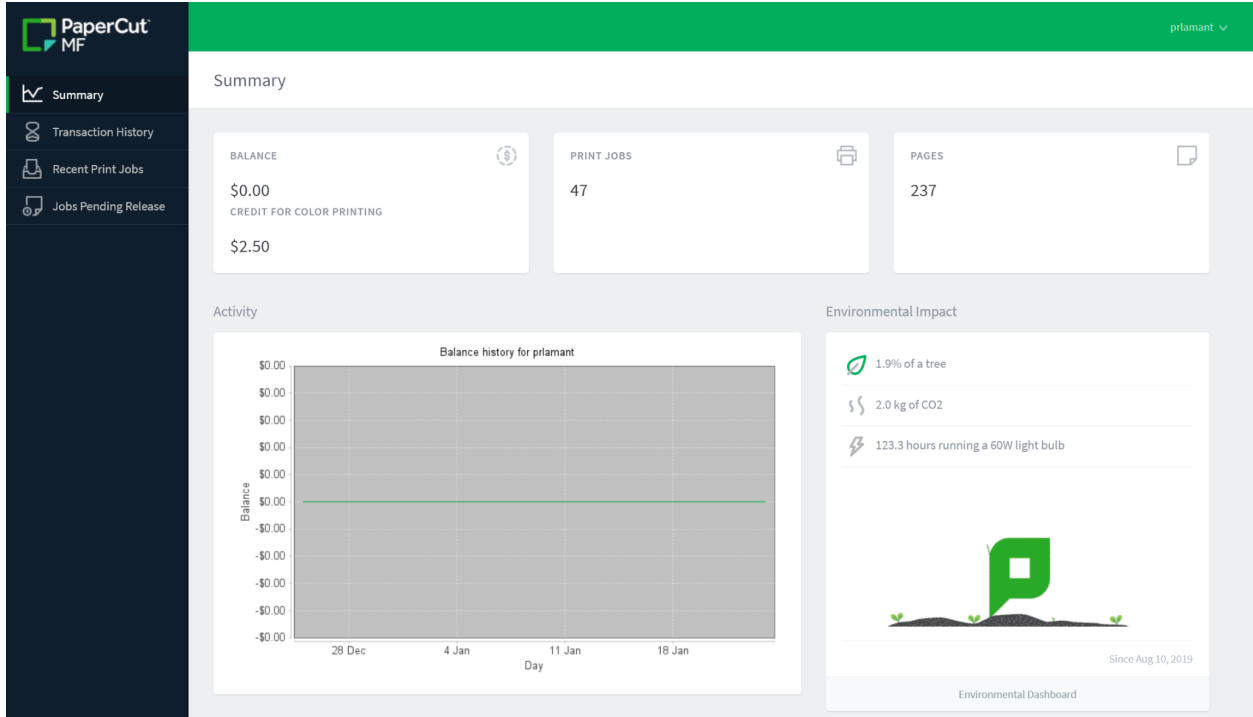 PaperCut
MF
prlamant
Summary
Transaction History
Recent Print Jobs
Jobs Pending Release
Summary
BALANCE
$0.00
CREDIT FOR COLOR PRINTING
$2.50
PRINT JOBS
47
PAGES
237
Activity
Balance history for prlamant
$0.00
$0.00
$0.00
$0.00
$0.00
$0.00
-$0.00
-$0.00
-$0.00
-$0.00
-$0.00
Balance
28 Dec 4 Jan 11 Jan 18 Jan
Day
Environmental Impact
1.9% of a tree
2.0 kg of CO2
123.3 hours running a 60W light bulb
Since Aug 10, 2019
Environmental Dashboard